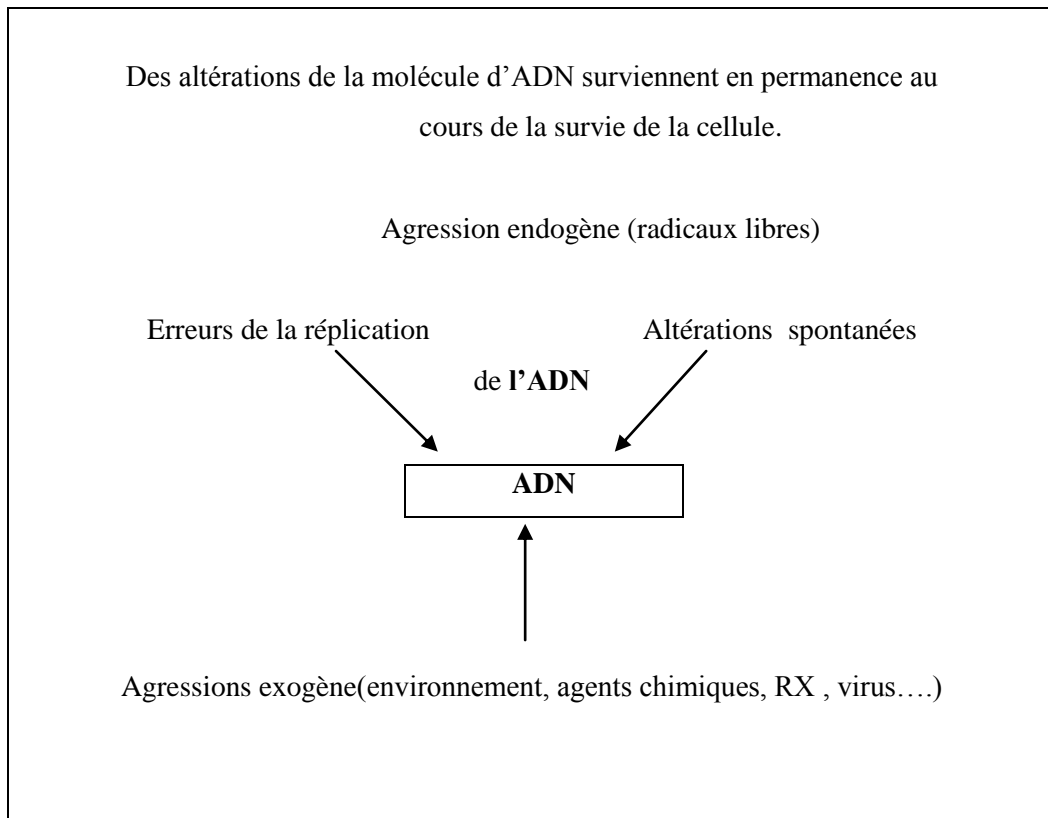 Des altérations de la molécule d’ADN surviennent en permanence au
cours de la survie de la cellule.
Agression endogène (radicaux libres)
Erreurs de la réplication Altérations spontanées
de l’ADN
ADN
Agressions exogène(environnement, agents chimiques, RX , virus….)